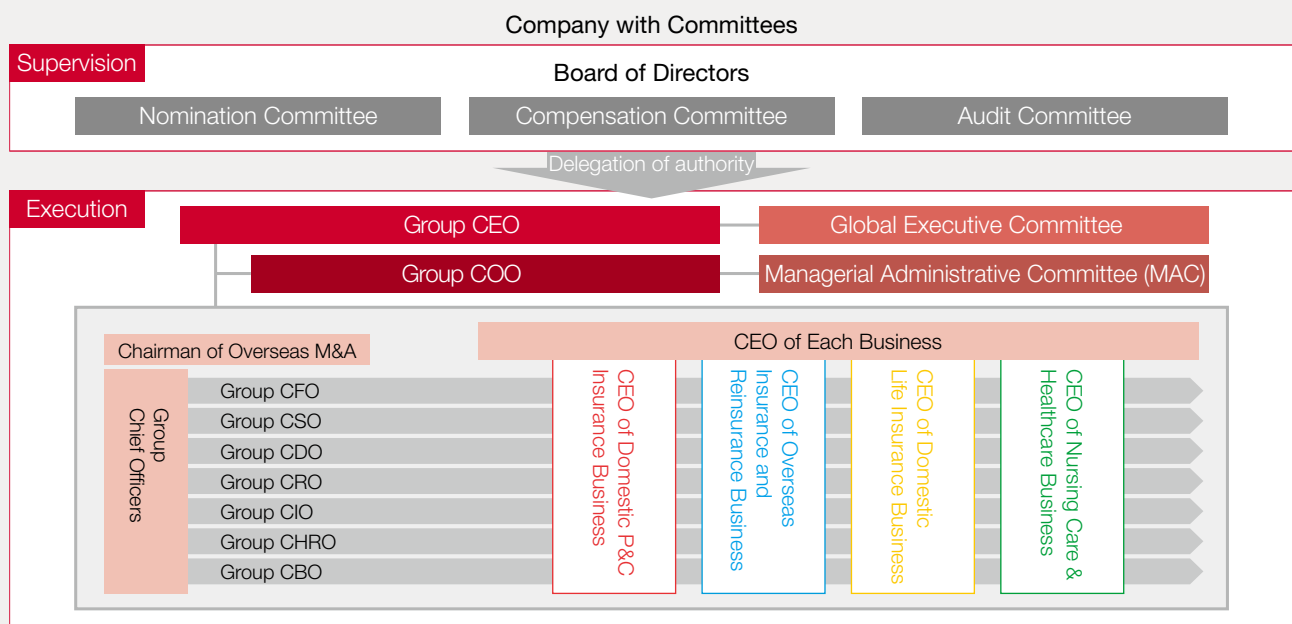 Company with Committees
Supervision
Board of Directors
Nomination Committee
Compensation Committee
Audit Committee
Delegation of authority
Execution
Group CEO
Global Executive Committee
Group COO
Managerial Administrative Committee (MAC)
Chairman of Overseas M&A
CEO of Each Business
Group
Chief Officers
Group CFO
Group CSO
Group CDO
Group CRO
Group CIO
Group CHRO
Group CBO
CEO of Domestic P&C
Insurance Business
CEO of Overseas
Insurance and
Reinsurance Business
CEO of Domestic
Life Insurance Business
CEO of Nursing Care &
Healthcare Business